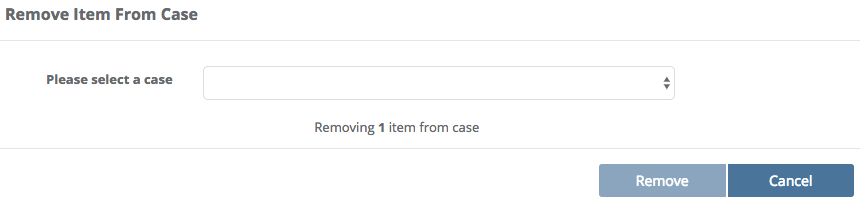 Remove Item From Case
Please select a case
Removing 1 item from case
Remove Cancel